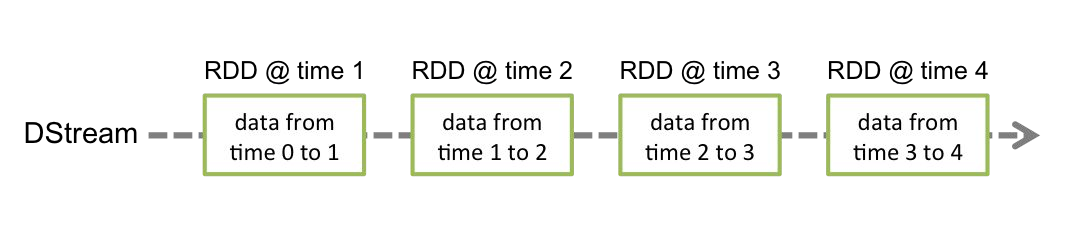 RDD @ time 1
RDD @ time 2
RDD @ time 3
RDD @ time 4
DStream
data from
time 0 to 1
data from
time 1 to 2
data from
time 2 to 3
data from
time 3 to 4